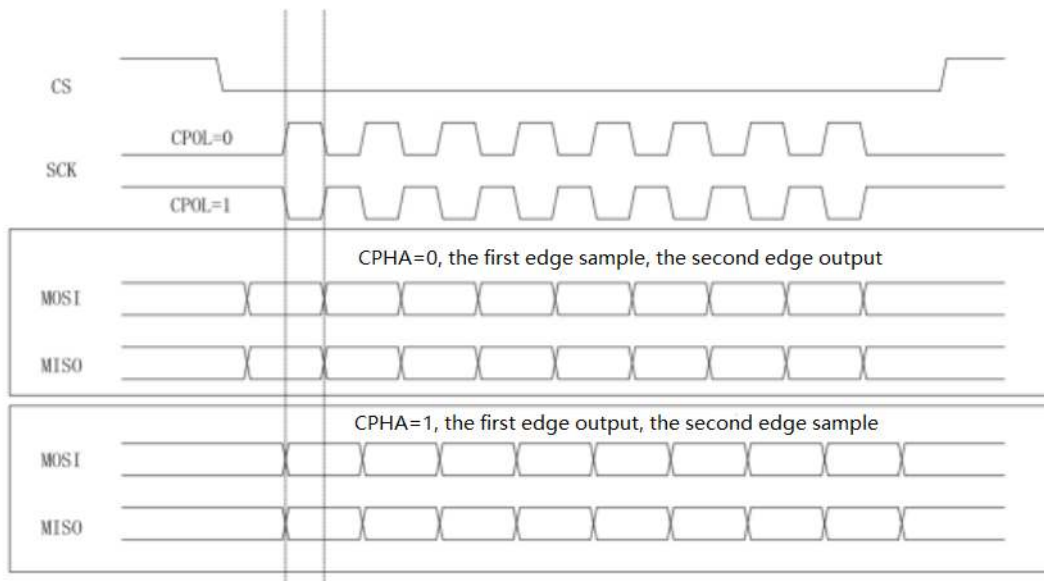 CS
CPOL=0
SCK
CPOL=1
CPHA=0, the first edge sample, the second edge output
MOSI
MISO
CPHA=1, the first edge output, the second edge sample
MOSI
MISO